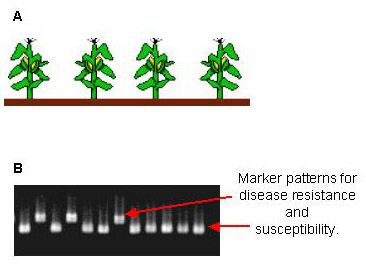 A
B
Marker patterns for
disease resistance
and
susceptibility.